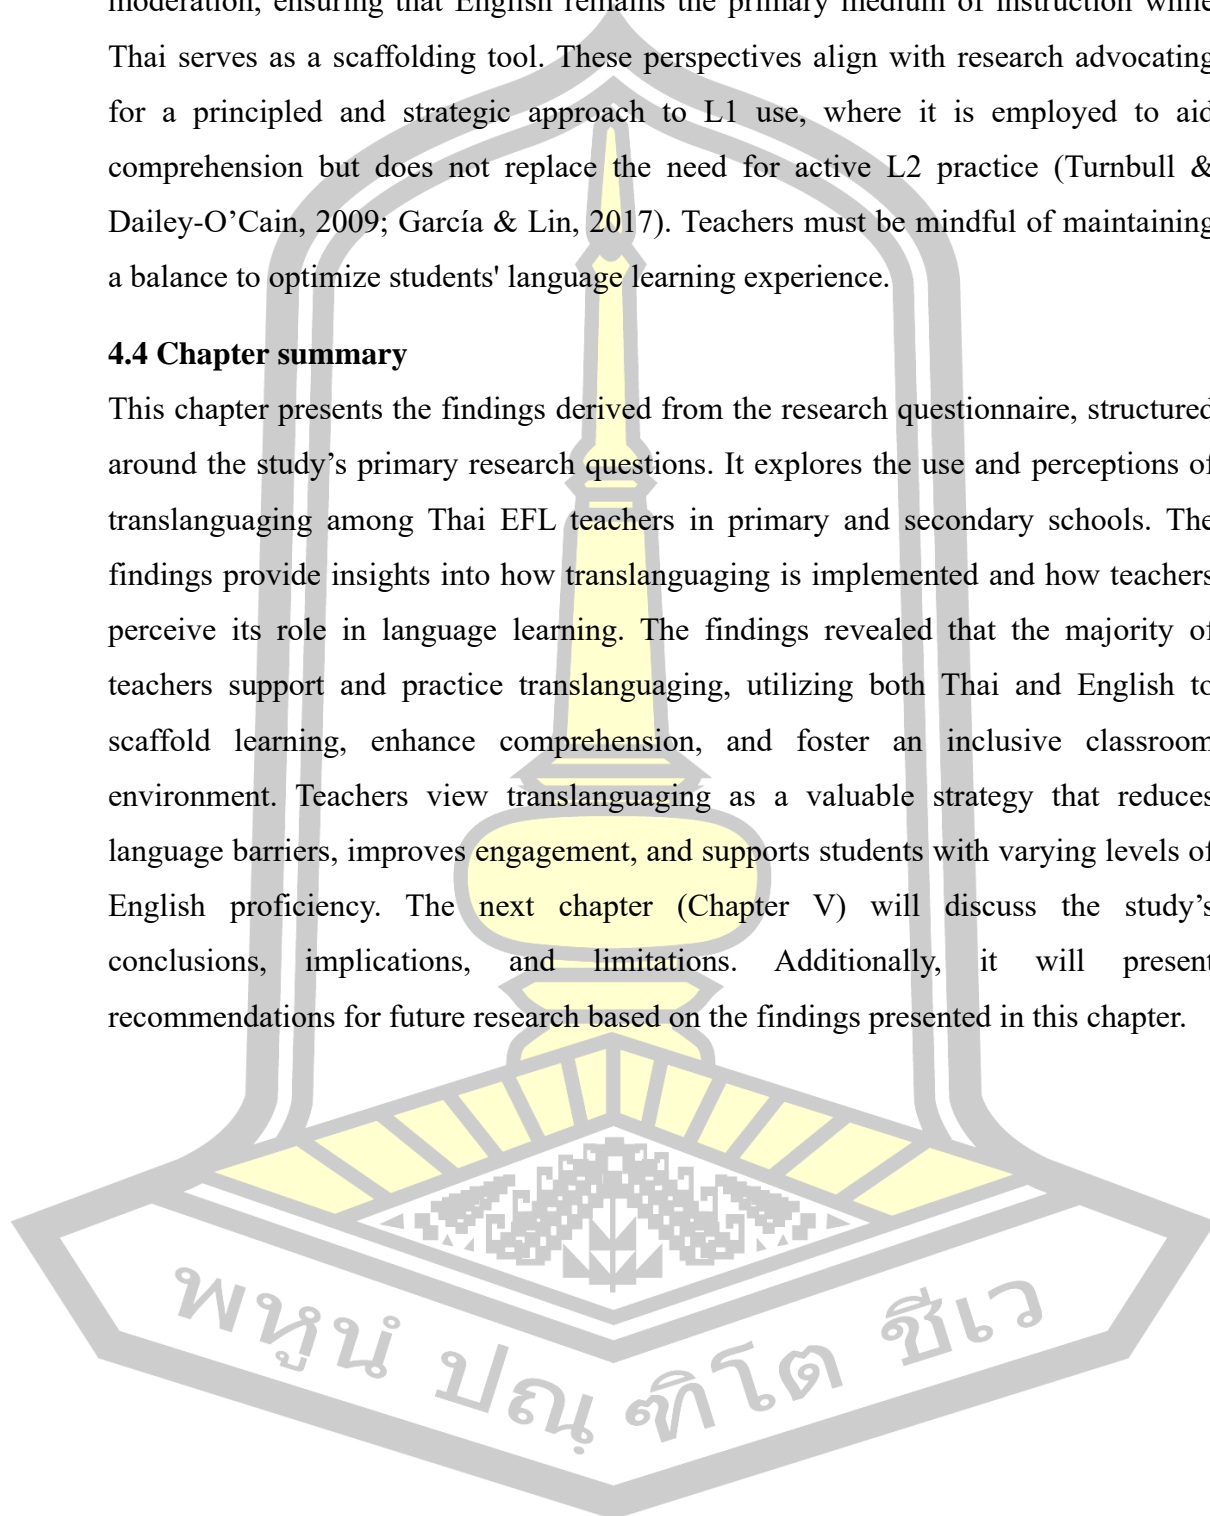 moderation, ensuring that English remains the primary medium of instruction while
Thai serves as a scaffolding tool. These perspectives align with research advocating
for a principled and strategic approach to L1 use, where it is employed to aid
comprehension but does not replace the need for active L2 practice (Turnbull &
Dailey-O’Cain, 2009; García & Lin, 2017). Teachers must be mindful of maintaining
a balance to optimize students' language learning experience.
4.4 Chapter summary
This chapter presents the findings derived from the research questionnaire, structured
around the study’s primary research questions. It explores the use and perceptions of
translanguaging among Thai EFL teachers in primary and secondary schools. The
findings provide insights into how translanguaging is implemented and how teachers
perceive its role in language learning. The findings revealed that the majority of
teachers support and practice translanguaging, utilizing both Thai and English to
scaffold learning, enhance comprehension, and foster an inclusive classroom
environment. Teachers view translanguaging as a valuable strategy that reduces
language barriers, improves engagement, and supports students with varying levels of
English proficiency. The next chapter (Chapter V) will discuss the study’s
conclusions, implications, and limitations. Additionally, it will present
recommendations for future research based on the findings presented in this chapter.
พหูนํ ปณฺ ฑิโต ชีเว